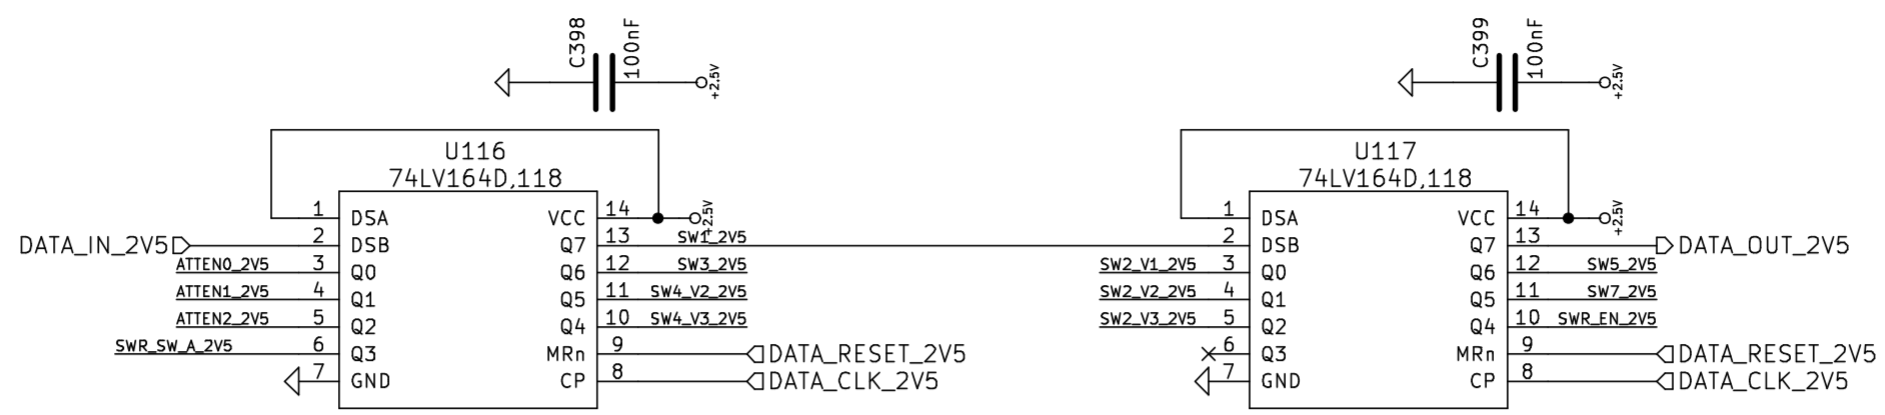 C398
100nF
+2.5V
C399
100nF
+2.5V
U116
74LV164D,118
U117
74LV164D,118
1 DSA VCC 14 +2.5V
DATA_IN_2V5 2 DSB Q7 13 SW1_2V5
ATTEN0_2V5 3 Q0 Q6 12 SW3_2V5
ATTEN1_2V5 4 Q1 Q5 11 SW4_V2_2V5
ATTEN2_2V5 5 Q2 Q4 10 SW4_V3_2V5
SWR_SW_A_2V5 6 Q3 MRn 9 DATA_RESET_2V5
7 GND CP 8 DATA_CLK_2V5
1 DSA VCC 14 +2.5V
2 DSB Q7 13 DATA_OUT_2V5
SW2_V1_2V5 3 Q0 Q6 12 SW5_2V5
SW2_V2_2V5 4 Q1 Q5 11 SW7_2V5
SW2_V3_2V5 5 Q2 Q4 10 SWR_EN_2V5
6 Q3 MRn 9 DATA_RESET_2V5
7 GND CP 8 DATA_CLK_2V5